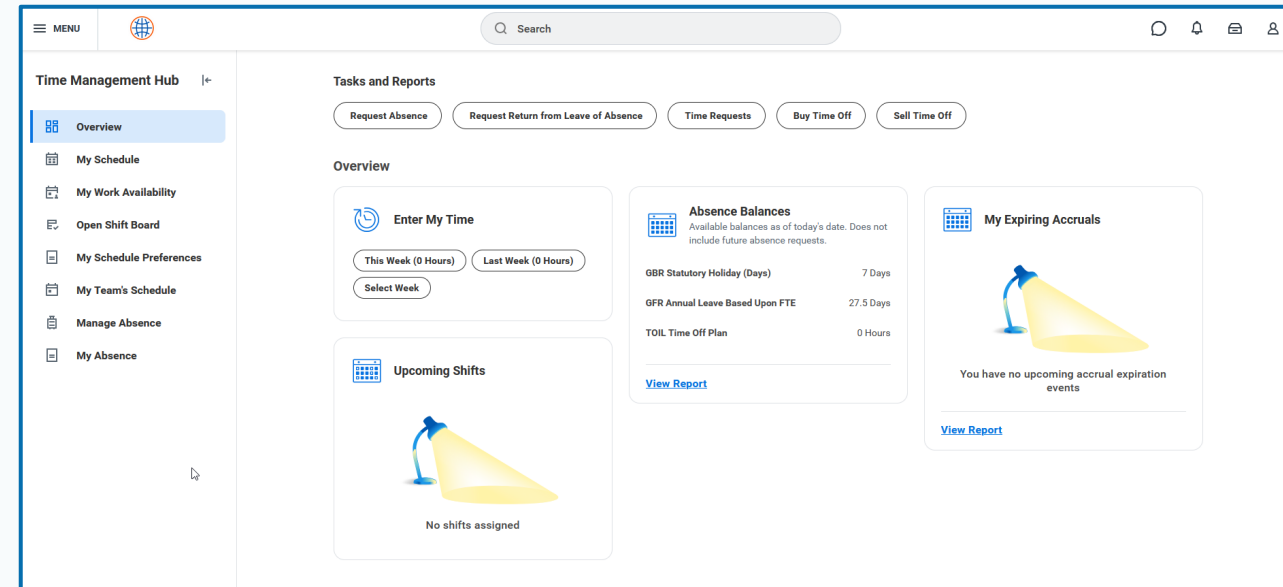 MENU
Search
Time Management Hub
Overview
My Schedule
My Work Availability
Open Shift Board
My Schedule Preferences
My Team's Schedule
Manage Absence
My Absence
Tasks and Reports
Request Absence
Request Return from Leave of Absence
Time Requests
Buy Time Off
Sell Time Off
Overview
Enter My Time
This Week (0 Hours)
Last Week (0 Hours)
Select Week
Upcoming Shifts
No shifts assigned
Absence Balances
Available balances as of today's date. Does not
include future absence requests.
GBR Statutory Holiday (Days) 7 Days
GFR Annual Leave Based Upon FTE 27.5 Days
TOIL Time Off Plan 0 Hours
View Report
My Expiring Accruals
You have no upcoming accrual expiration
events
View Report